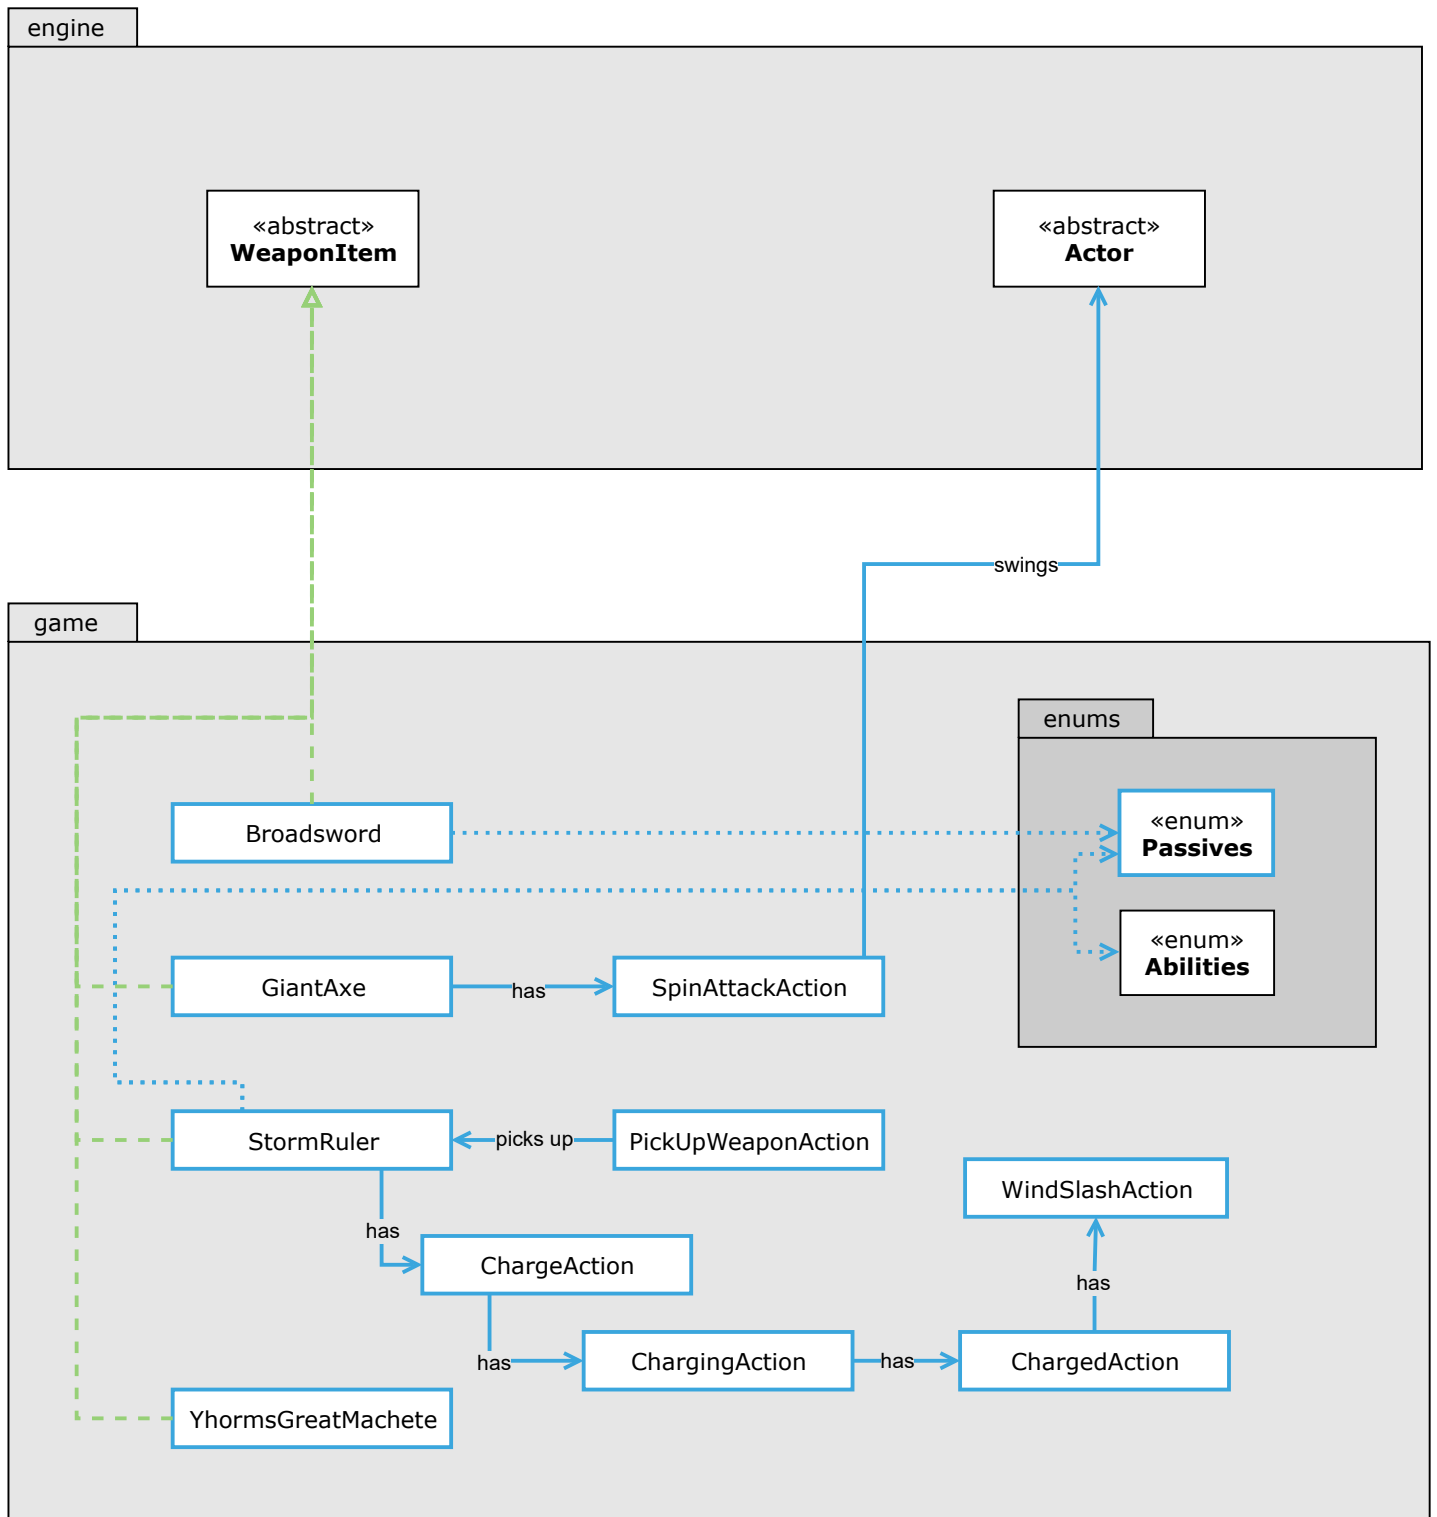 engine
«abstract»
WeaponItem
«abstract»
Actor
swings
game
enums
Broadsword
«enum»
Passives
«enum»
Abilities
GiantAxe
has
SpinAttackAction
StormRuler
picks up
PickUpWeaponAction
WindSlashAction
has
ChargeAction
has
has
ChargingAction
has
ChargedAction
YhormsGreatMachete